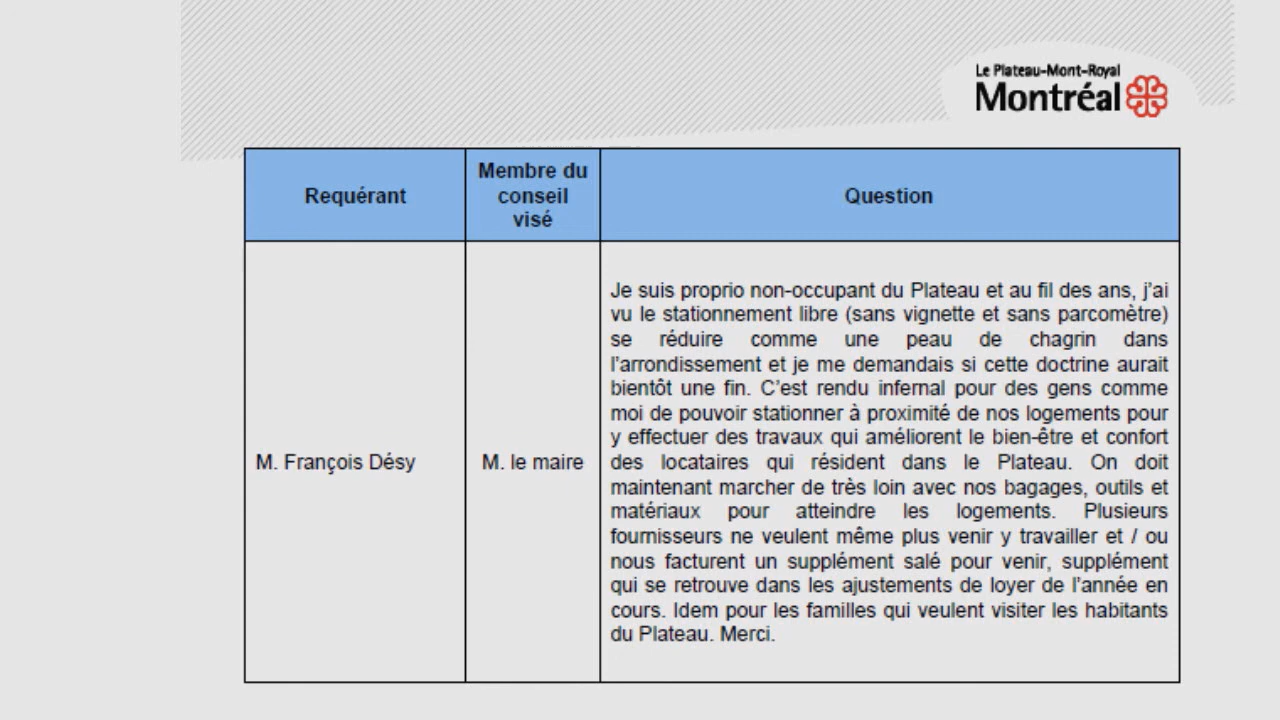 Le Plateau-Mont-Royal
Montréal
Requérant
Membre du
conseil
visé
Question
M. François Désy
M. le maire
Je suis proprio non-occupant du Plateau et au fil des ans, j'ai
vu le stationnement libre (sans vignette et sans parcomètre)
se réduire comme une peau de chagrin dans
l'arrondissement et je me demandais si cette doctrine aurait
bientôt une fin. C'est rendu infernal pour des gens comme
moi de pouvoir stationner à proximité de nos logements pour
y effectuer des travaux qui améliorent le bien-être et confort
des locataires qui résident dans le Plateau. On doit
maintenant marcher de très loin avec nos bagages, outils et
matériaux pour atteindre les logements. Plusieurs
fournisseurs ne veulent même plus venir y travailler et / ou
nous facturent un supplément salé pour venir, supplément
qui se retrouve dans les ajustements de loyer de l'année en
cours. Idem pour les familles qui veulent visiter les habitants
du Plateau. Merci.